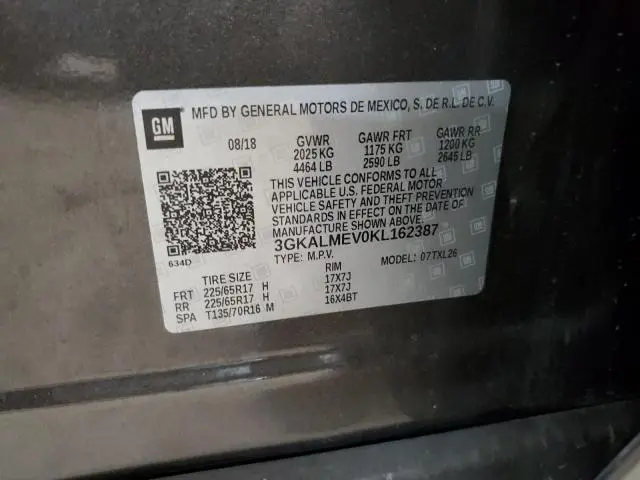 GM
MFD BY GENERAL MOTORS DE MEXICO, S. DE R.L. DE C.V.
08/18 GVWR GAWR FRT GAWR RR
2025 KG 1175 KG 1200 KG
4464 LB 2590 LB 2645 LB
THIS VEHICLE CONFORMS TO ALL
APPLICABLE U.S. FEDERAL MOTOR
VEHICLE SAFETY AND THEFT PREVENTION
STANDARDS IN EFFECT ON THE DATE OF
MANUFACTURE SHOWN ABOVE.
3GKALMEV0KL162387
634D TYPE: M.P.V. MODEL: 07TXL26
TIRE SIZE RIM
FRT 225/65R17 H 17X7J
RR 225/65R17 H 17X7J
SPA T135/70R16 M 16X4BT